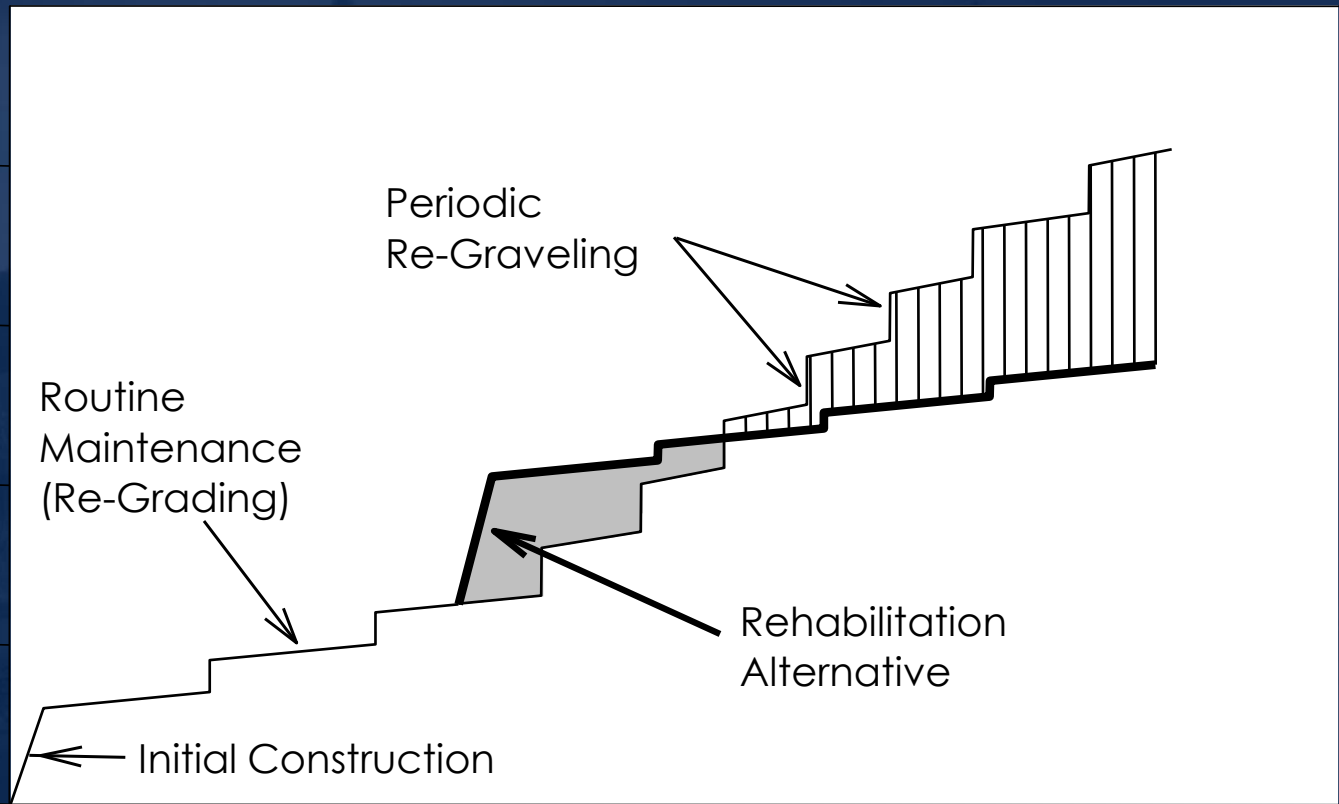 Periodic
Re-Graveling
Routine
Maintenance
(Re-Grading)
Rehabilitation
Alternative
Initial Construction